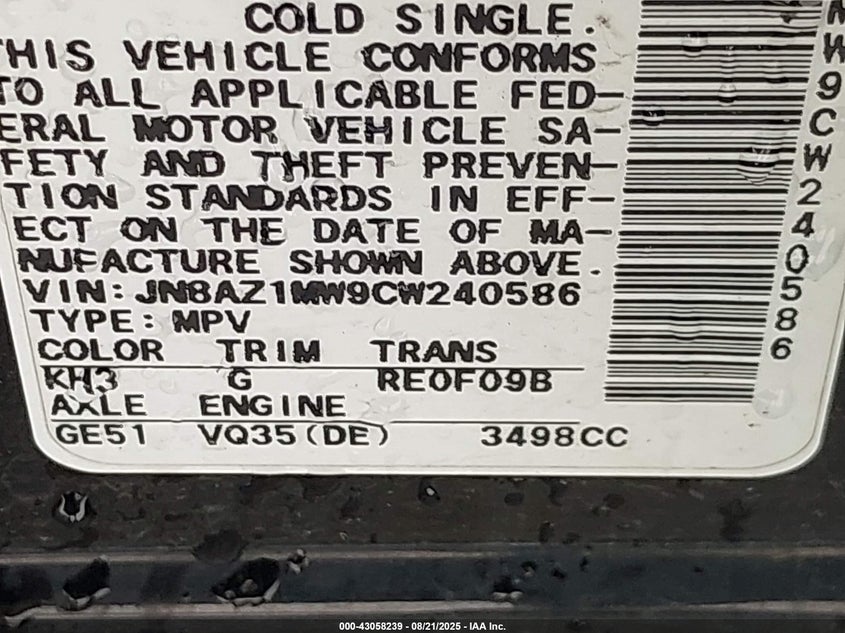 COLD SINGLE.
THIS VEHICLE CONFORMS
TO ALL APPLICABLE FED-
ERAL MOTOR VEHICLE SA-
FETY AND THEFT PREVEN-
TION STANDARDS IN EFF-
ECT ON THE DATE OF MA-
NUFACTURE SHOWN ABOVE.
VIN:JN8AZ1MW9CW240586
TYPE:MPV
COLOR TRIM TRANS
KH3 G RE0F09B
AXLE ENGINE
GE51 VQ35(DE) 3498CC
W9CW240586
000-43058239 - 08/21/2025 - IAA Inc.